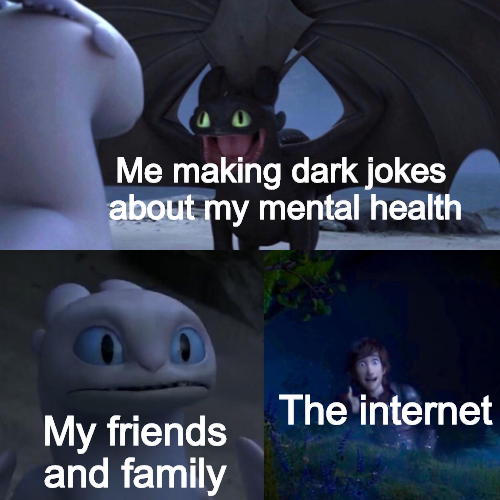 Me making dark jokes
about my mental health
My friends
and family
The internet